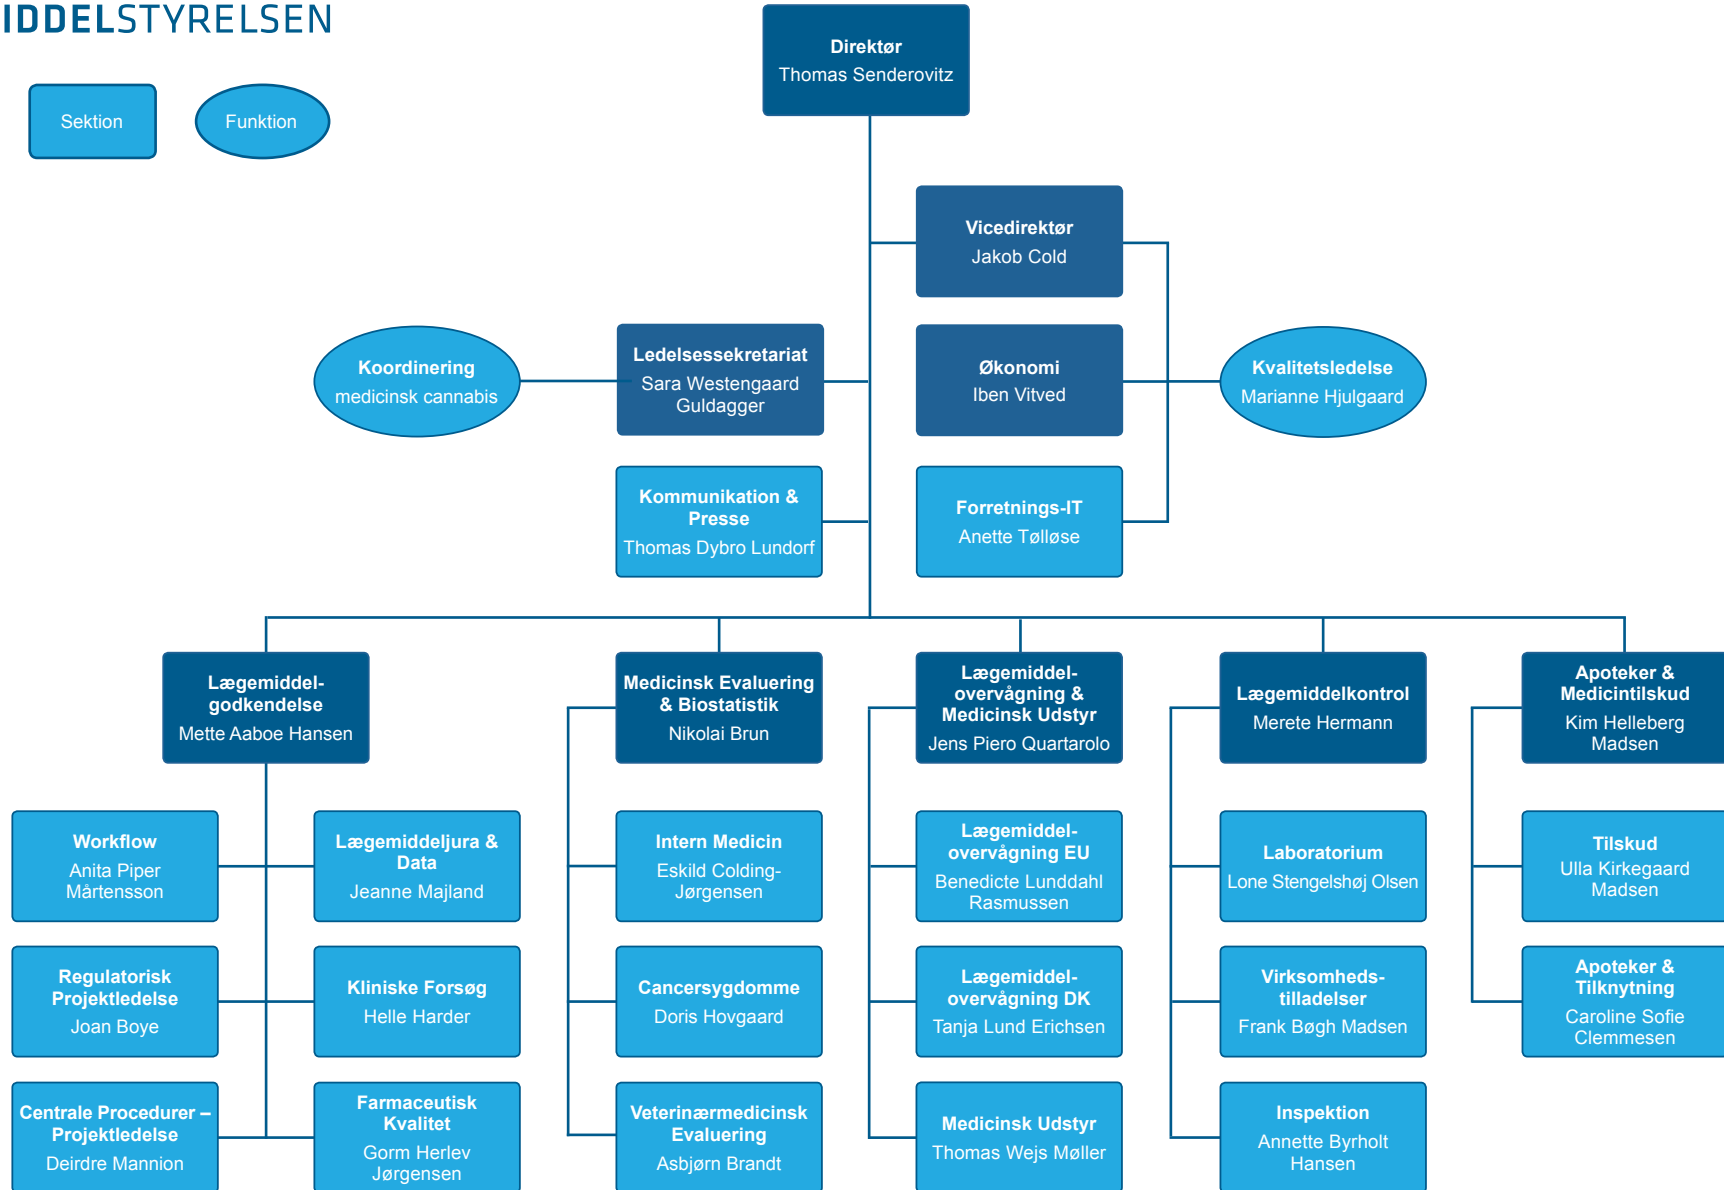 IDDELSTYRELSEN
Sektion
Funktion
Direktør
Thomas Senderovitz
Vicedirektør
Jakob Cold
Koordinering
medicinsk cannabis
Ledelsessekretariat
Sara Westengaard
Guldagger
Økonomi
Iben Vitved
Kvalitetsledelse
Marianne Hjulgaard
Kommunikation &
Presse
Thomas Dybro Lundorf
Forretnings-IT
Anette Tølløse
Lægemiddel-
godkendelse
Mette Aaboe Hansen
Medicinsk Evaluering
& Biostatistik
Nikolai Brun
Lægemiddel-
overvågning &
Medicinsk Udstyr
Jens Piero Quartarolo
Lægemiddelkontrol
Merete Hermann
Apoteker &
Medicintilskud
Kim Helleberg
Madsen
Workflow
Anita Piper
Mårtensson
Lægemiddeljura &
Data
Jeanne Majland
Intern Medicin
Eskild Colding-
Jørgensen
Lægemiddel-
overvågning EU
Benedicte Lunddahl
Rasmussen
Laboratorium
Lone Stengelshøj Olsen
Tilskud
Ulla Kirkegaard
Madsen
Regulatorisk
Projektledelse
Joan Boye
Kliniske Forsøg
Helle Harder
Cancersygdomme
Doris Hovgaard
Lægemiddel-
overvågning DK
Tanja Lund Erichsen
Virksomheds-
tilladelser
Frank Bøgh Madsen
Apoteker &
Tilknytning
Caroline Sofie
Clemmesen
Centrale Procedurer –
Projektledelse
Deirdre Mannion
Farmaceutisk
Kvalitet
Gorm Herlev
Jørgensen
Veterinærmedicinsk
Evaluering
Asbjørn Brandt
Medicinsk Udstyr
Thomas Wejs Møller
Inspektion
Annette Byrholt
Hansen